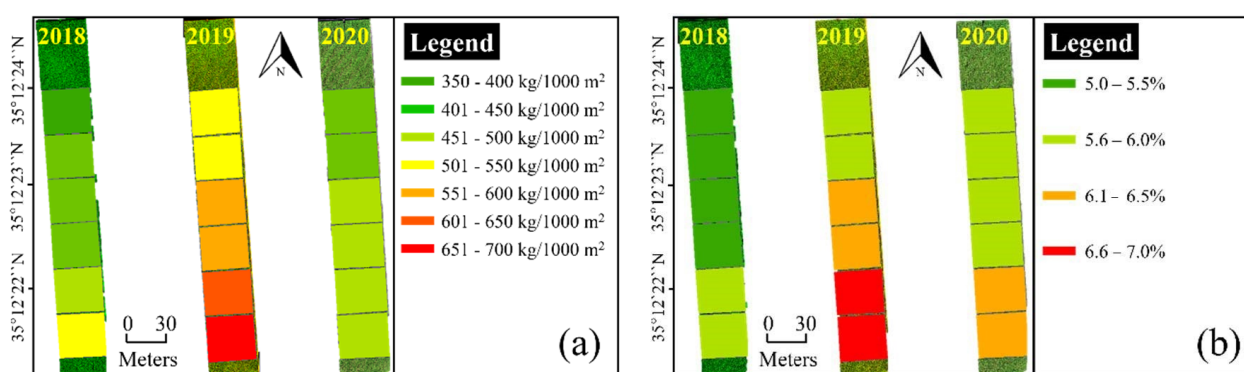 2018
2019
2020
N
35°12`24``N
35°12`23``N
35°12`22``N
0 30
Meters
Legend
350 - 400 kg/1000 m²
401 - 450 kg/1000 m²
451 - 500 kg/1000 m²
501 - 550 kg/1000 m²
551 - 600 kg/1000 m²
601 - 650 kg/1000 m²
651 - 700 kg/1000 m²
(a)
2018
2019
2020
N
35°12`24``N
35°12`23``N
35°12`22``N
0 30
Meters
Legend
5.0 – 5.5%
5.6 – 6.0%
6.1 – 6.5%
6.6 – 7.0%
(b)